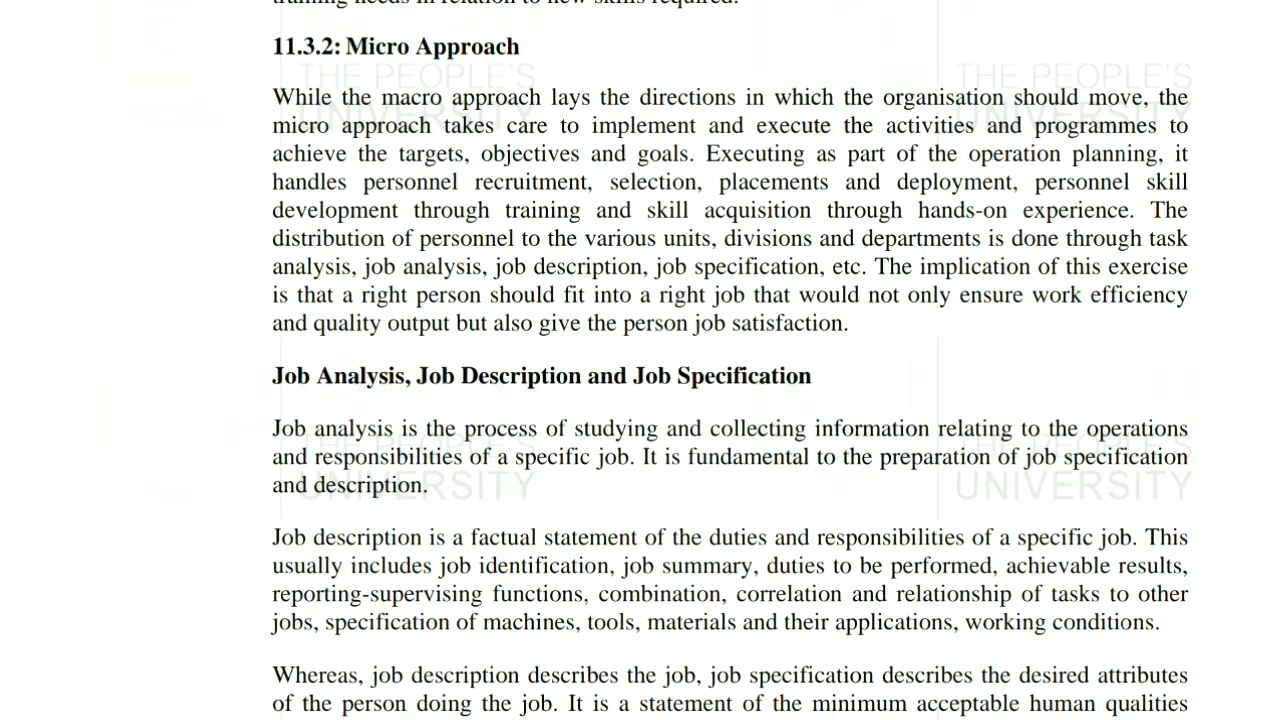 training needs in relation to new skills required.
11.3.2: Micro Approach
THE PEOPLE'S
UNIVERSITY
THE PEOPLE'S
UNIVERSITY
While the macro approach lays the directions in which the organisation should move, the
micro approach takes care to implement and execute the activities and programmes to
achieve the targets, objectives and goals. Executing as part of the operation planning, it
handles personnel recruitment, selection, placements and deployment, personnel skill
development through training and skill acquisition through hands-on experience. The
distribution of personnel to the various units, divisions and departments is done through task
analysis, job analysis, job description, job specification, etc. The implication of this exercise
is that a right person should fit into a right job that would not only ensure work efficiency
and quality output but also give the person job satisfaction.
Job Analysis, Job Description and Job Specification
Job analysis is the process of studying and collecting information relating to the operations
and responsibilities of a specific job. It is fundamental to the preparation of job specification
and description.
THE PEOPLE'S
UNIVERSITY
THE PEOPLE'S
UNIVERSITY
Job description is a factual statement of the duties and responsibilities of a specific job. This
usually includes job identification, job summary, duties to be performed, achievable results,
reporting-supervising functions, combination, correlation and relationship of tasks to other
jobs, specification of machines, tools, materials and their applications, working conditions.
Whereas, job description describes the job, job specification describes the desired attributes
of the person doing the job. It is a statement of the minimum acceptable human qualities